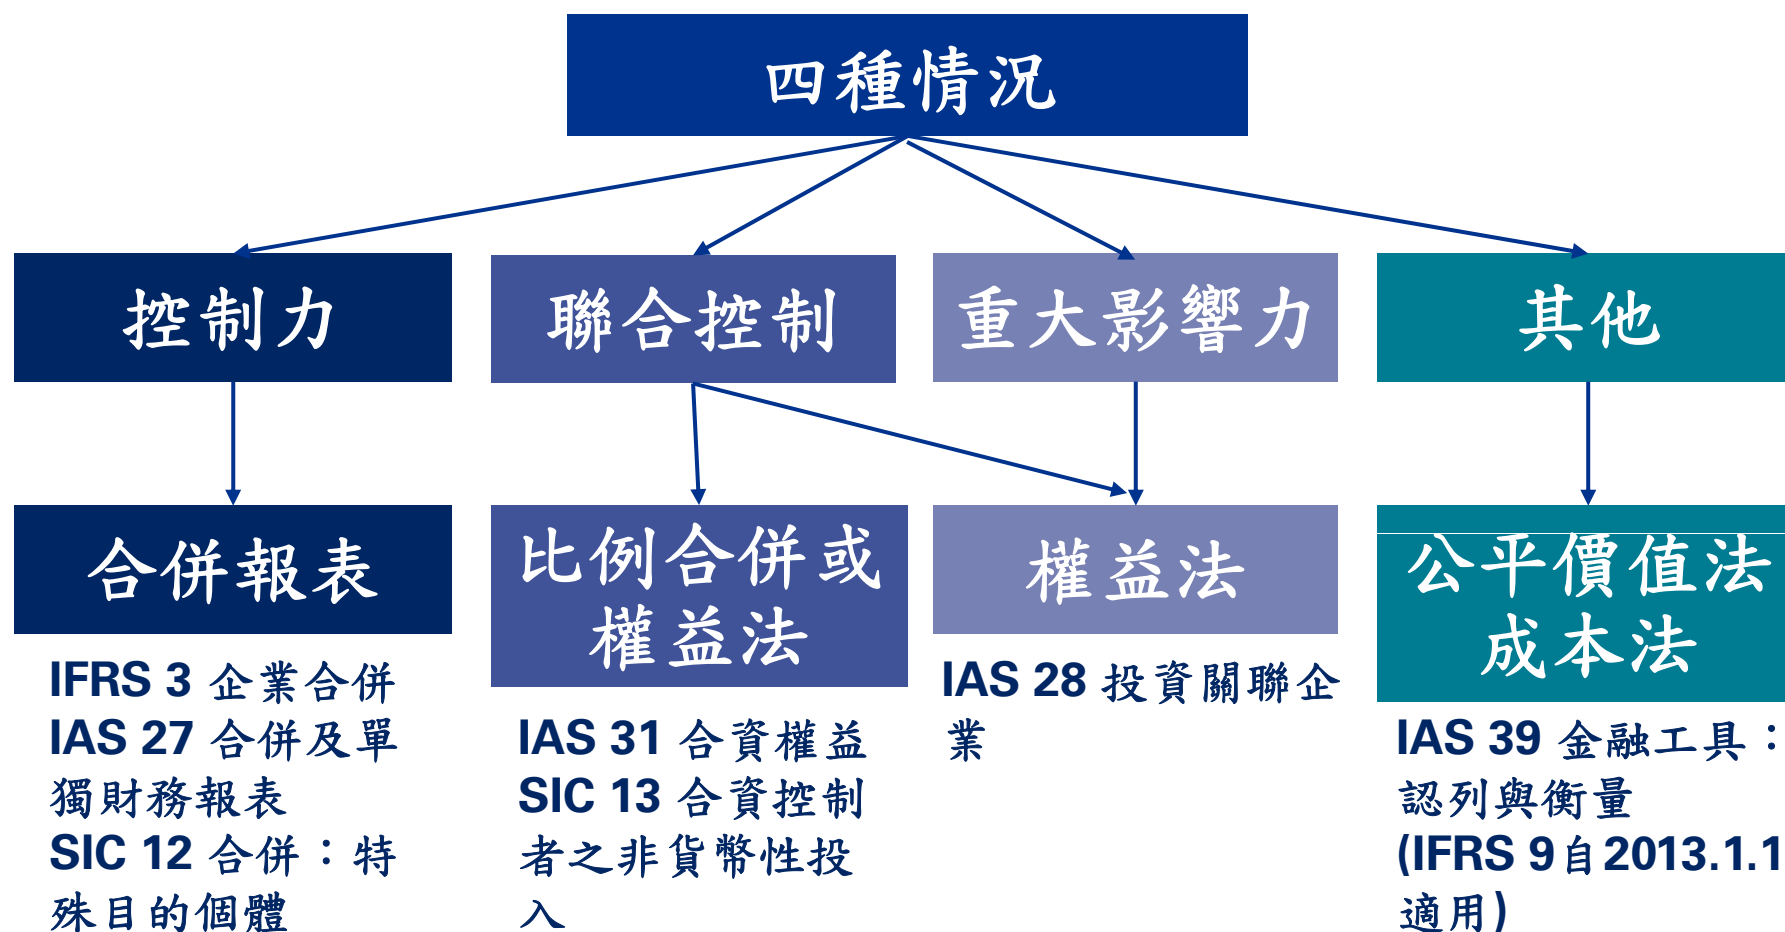 四種情況
控制力
聯合控制
重大影響力
其他
合併報表
比例合併或
權益法
權益法
公平價值法
成本法
IFRS 3 企業合併
IAS 27 合併及單
獨財務報表
SIC 12 合併：特
殊目的個體
IAS 31 合資權益
SIC 13 合資控制
者之非貨幣性投
入
IAS 28 投資關聯企
業
IAS 39 金融工具：
認列與衡量
(IFRS 9自2013.1.1
適用)